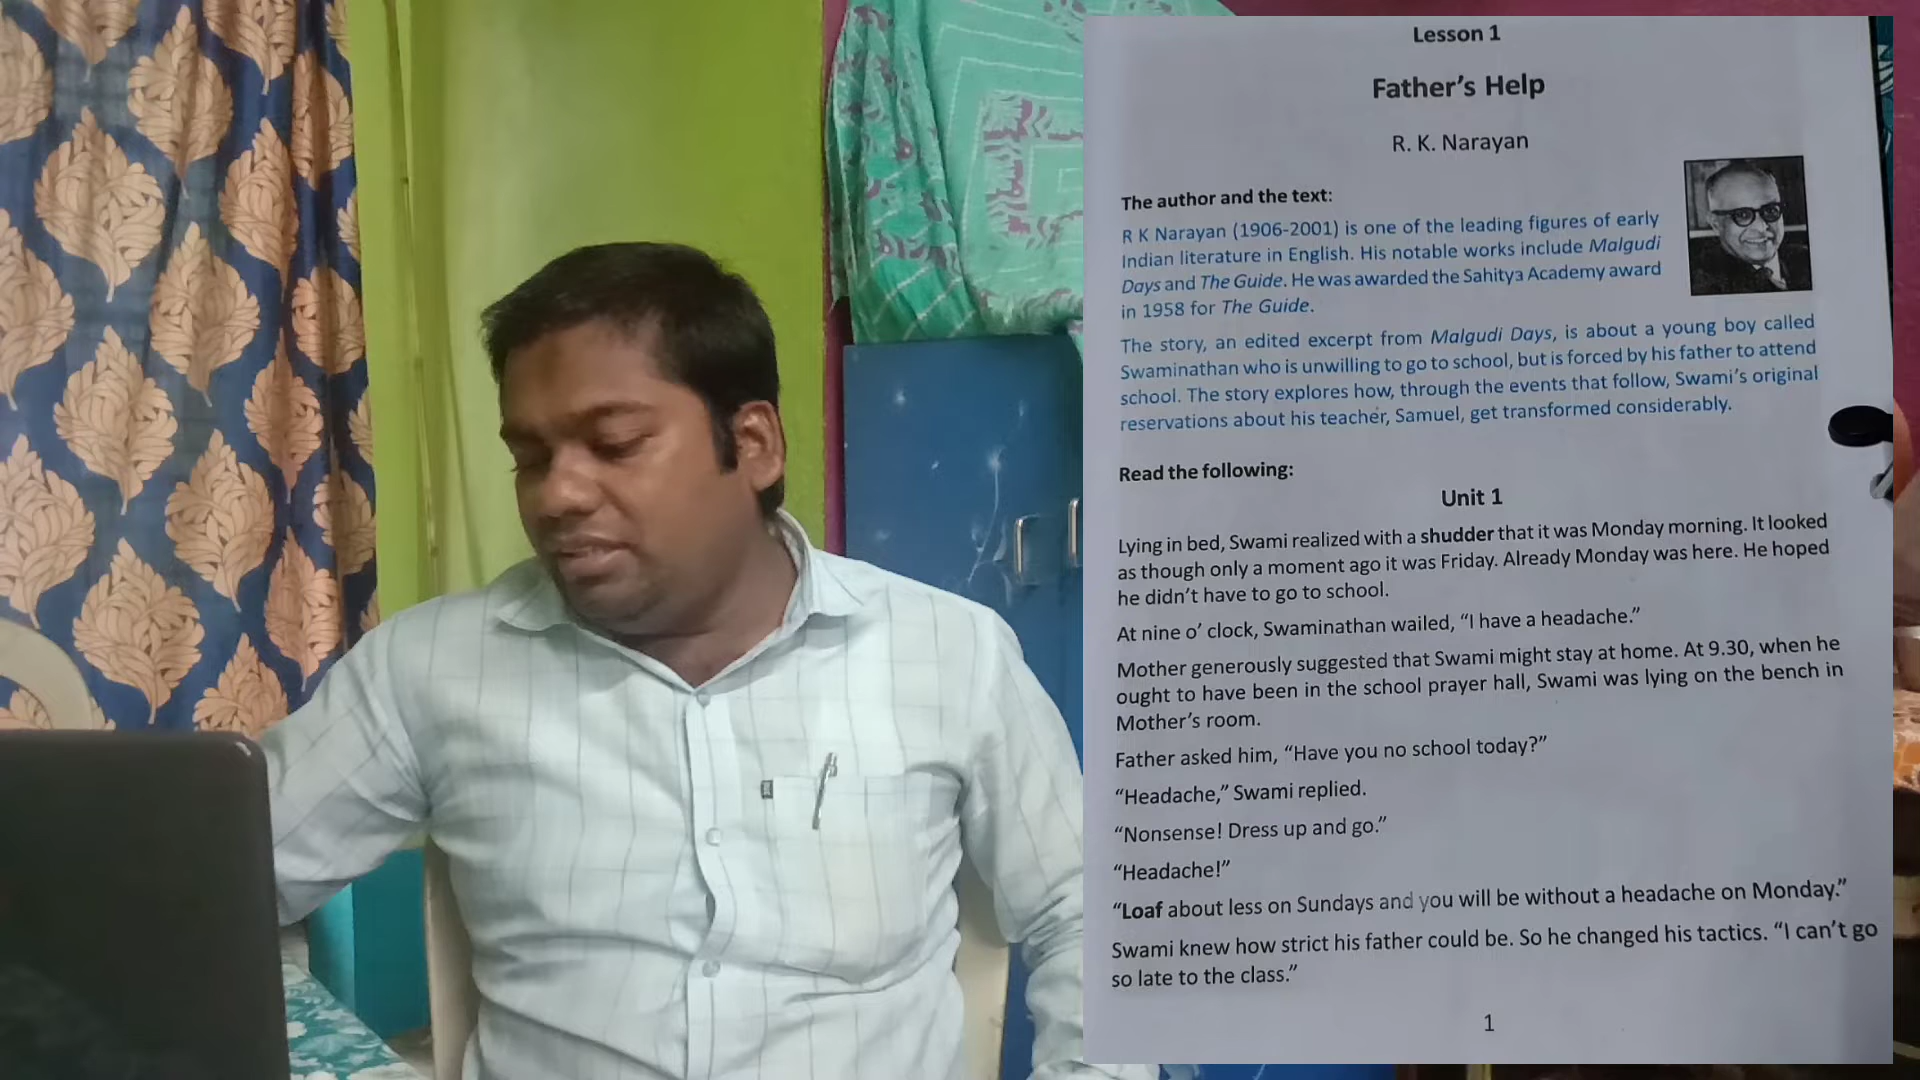 Lesson 1
Father's Help
R. K. Narayan
The author and the text:
R K Narayan (1906-2001) is one of the leading figures of early
Indian literature in English. His notable works include Malgudi
Days and The Guide. He was awarded the Sahitya Academy award
in 1958 for The Guide.
The story, an edited excerpt from Malgudi Days, is about a young boy called
Swaminathan who is unwilling to go to school, but is forced by his father to attend
school. The story explores how, through the events that follow, Swami's original
reservations about his teacher, Samuel, get transformed considerably.
Read the following:
Unit 1
Lying in bed, Swami realized with a shudder that it was Monday morning. It looked
as though only a moment ago it was Friday. Already Monday was here. He hoped
he didn't have to go to school.
At nine o' clock, Swaminathan wailed, “I have a headache.”
Mother generously suggested that Swami might stay at home. At 9.30, when he
ought to have been in the school prayer hall, Swami was lying on the bench in
Mother's room.
Father asked him, “Have you no school today?”
“Headache,” Swami replied.
“Nonsense! Dress up and go.”
“Headache!”
“Loaf about less on Sundays and you will be without a headache on Monday.”
Swami knew how strict his father could be. So he changed his tactics. “I can't go
so late to the class.”
1